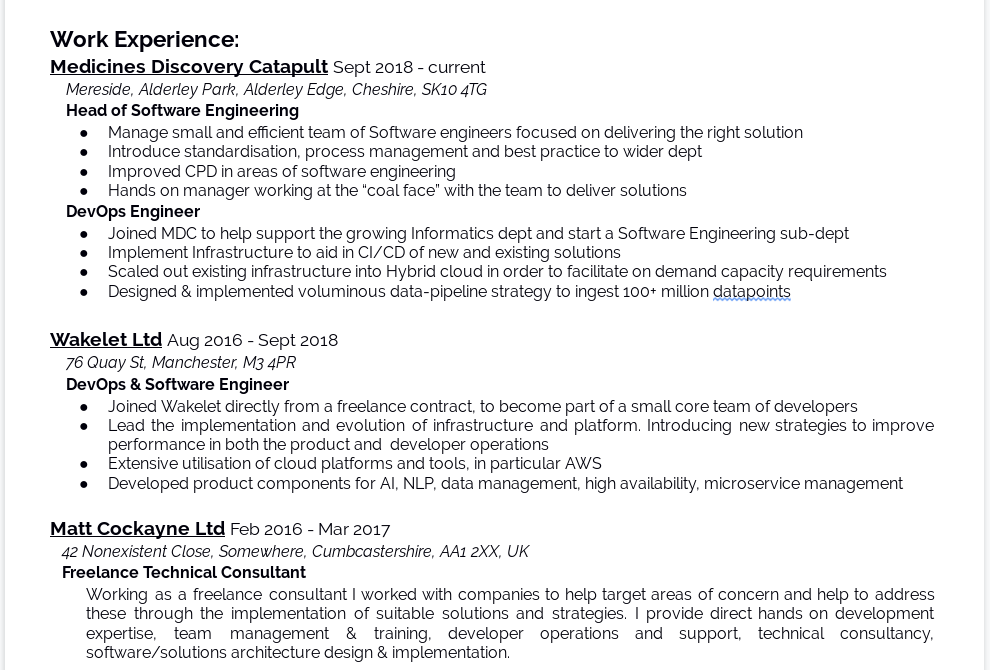 Work Experience:
Medicines Discovery Catapult Sept 2018 - current
Mereside, Alderley Park, Alderley Edge, Cheshire, SK10 4TG
Head of Software Engineering
● Manage small and efficient team of Software engineers focused on delivering the right solution
● Introduce standardisation, process management and best practice to wider dept
● Improved CPD in areas of software engineering
● Hands on manager working at the “coal face” with the team to deliver solutions
DevOps Engineer
● Joined MDC to help support the growing Informatics dept and start a Software Engineering sub-dept
● Implement Infrastructure to aid in CI/CD of new and existing solutions
● Scaled out existing infrastructure into Hybrid cloud in order to facilitate on demand capacity requirements
● Designed & implemented voluminous data-pipeline strategy to ingest 100+ million datapoints
Wakelet Ltd Aug 2016 - Sept 2018
76 Quay St, Manchester, M3 4PR
DevOps & Software Engineer
● Joined Wakelet directly from a freelance contract, to become part of a small core team of developers
● Lead the implementation and evolution of infrastructure and platform. Introducing new strategies to improve
performance in both the product and developer operations
● Extensive utilisation of cloud platforms and tools, in particular AWS
● Developed product components for AI, NLP, data management, high availability, microservice management
Matt Cockayne Ltd Feb 2016 - Mar 2017
42 Nonexistent Close, Somewhere, Cumbcastershire, AA1 2XX, UK
Freelance Technical Consultant
Working as a freelance consultant I worked with companies to help target areas of concern and help to address
these through the implementation of suitable solutions and strategies. I provide direct hands on development
expertise, team management & training, developer operations and support, technical consultancy,
software/solutions architecture design & implementation.